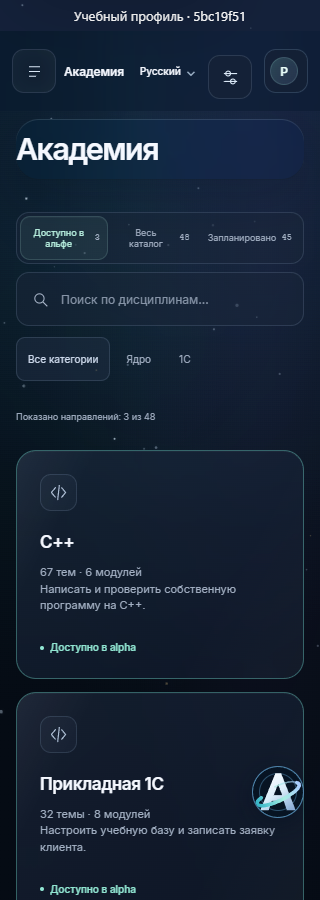 Учебный профиль · 5bc19f51
Академия
Русский
P
Академия
Доступно в
альфе
3
Весь
каталог
48
Запланировано
45
Поиск по дисциплинам...
Все категории
Ядро
1С
Показано направлений: 3 из 48
C++
67 тем · 6 модулей
Написать и проверить собственную
программу на C++.
Доступно в alpha
Прикладная 1С
32 темы · 8 модулей
Настроить учебную базу и записать заявку
клиента.
Доступно в alpha